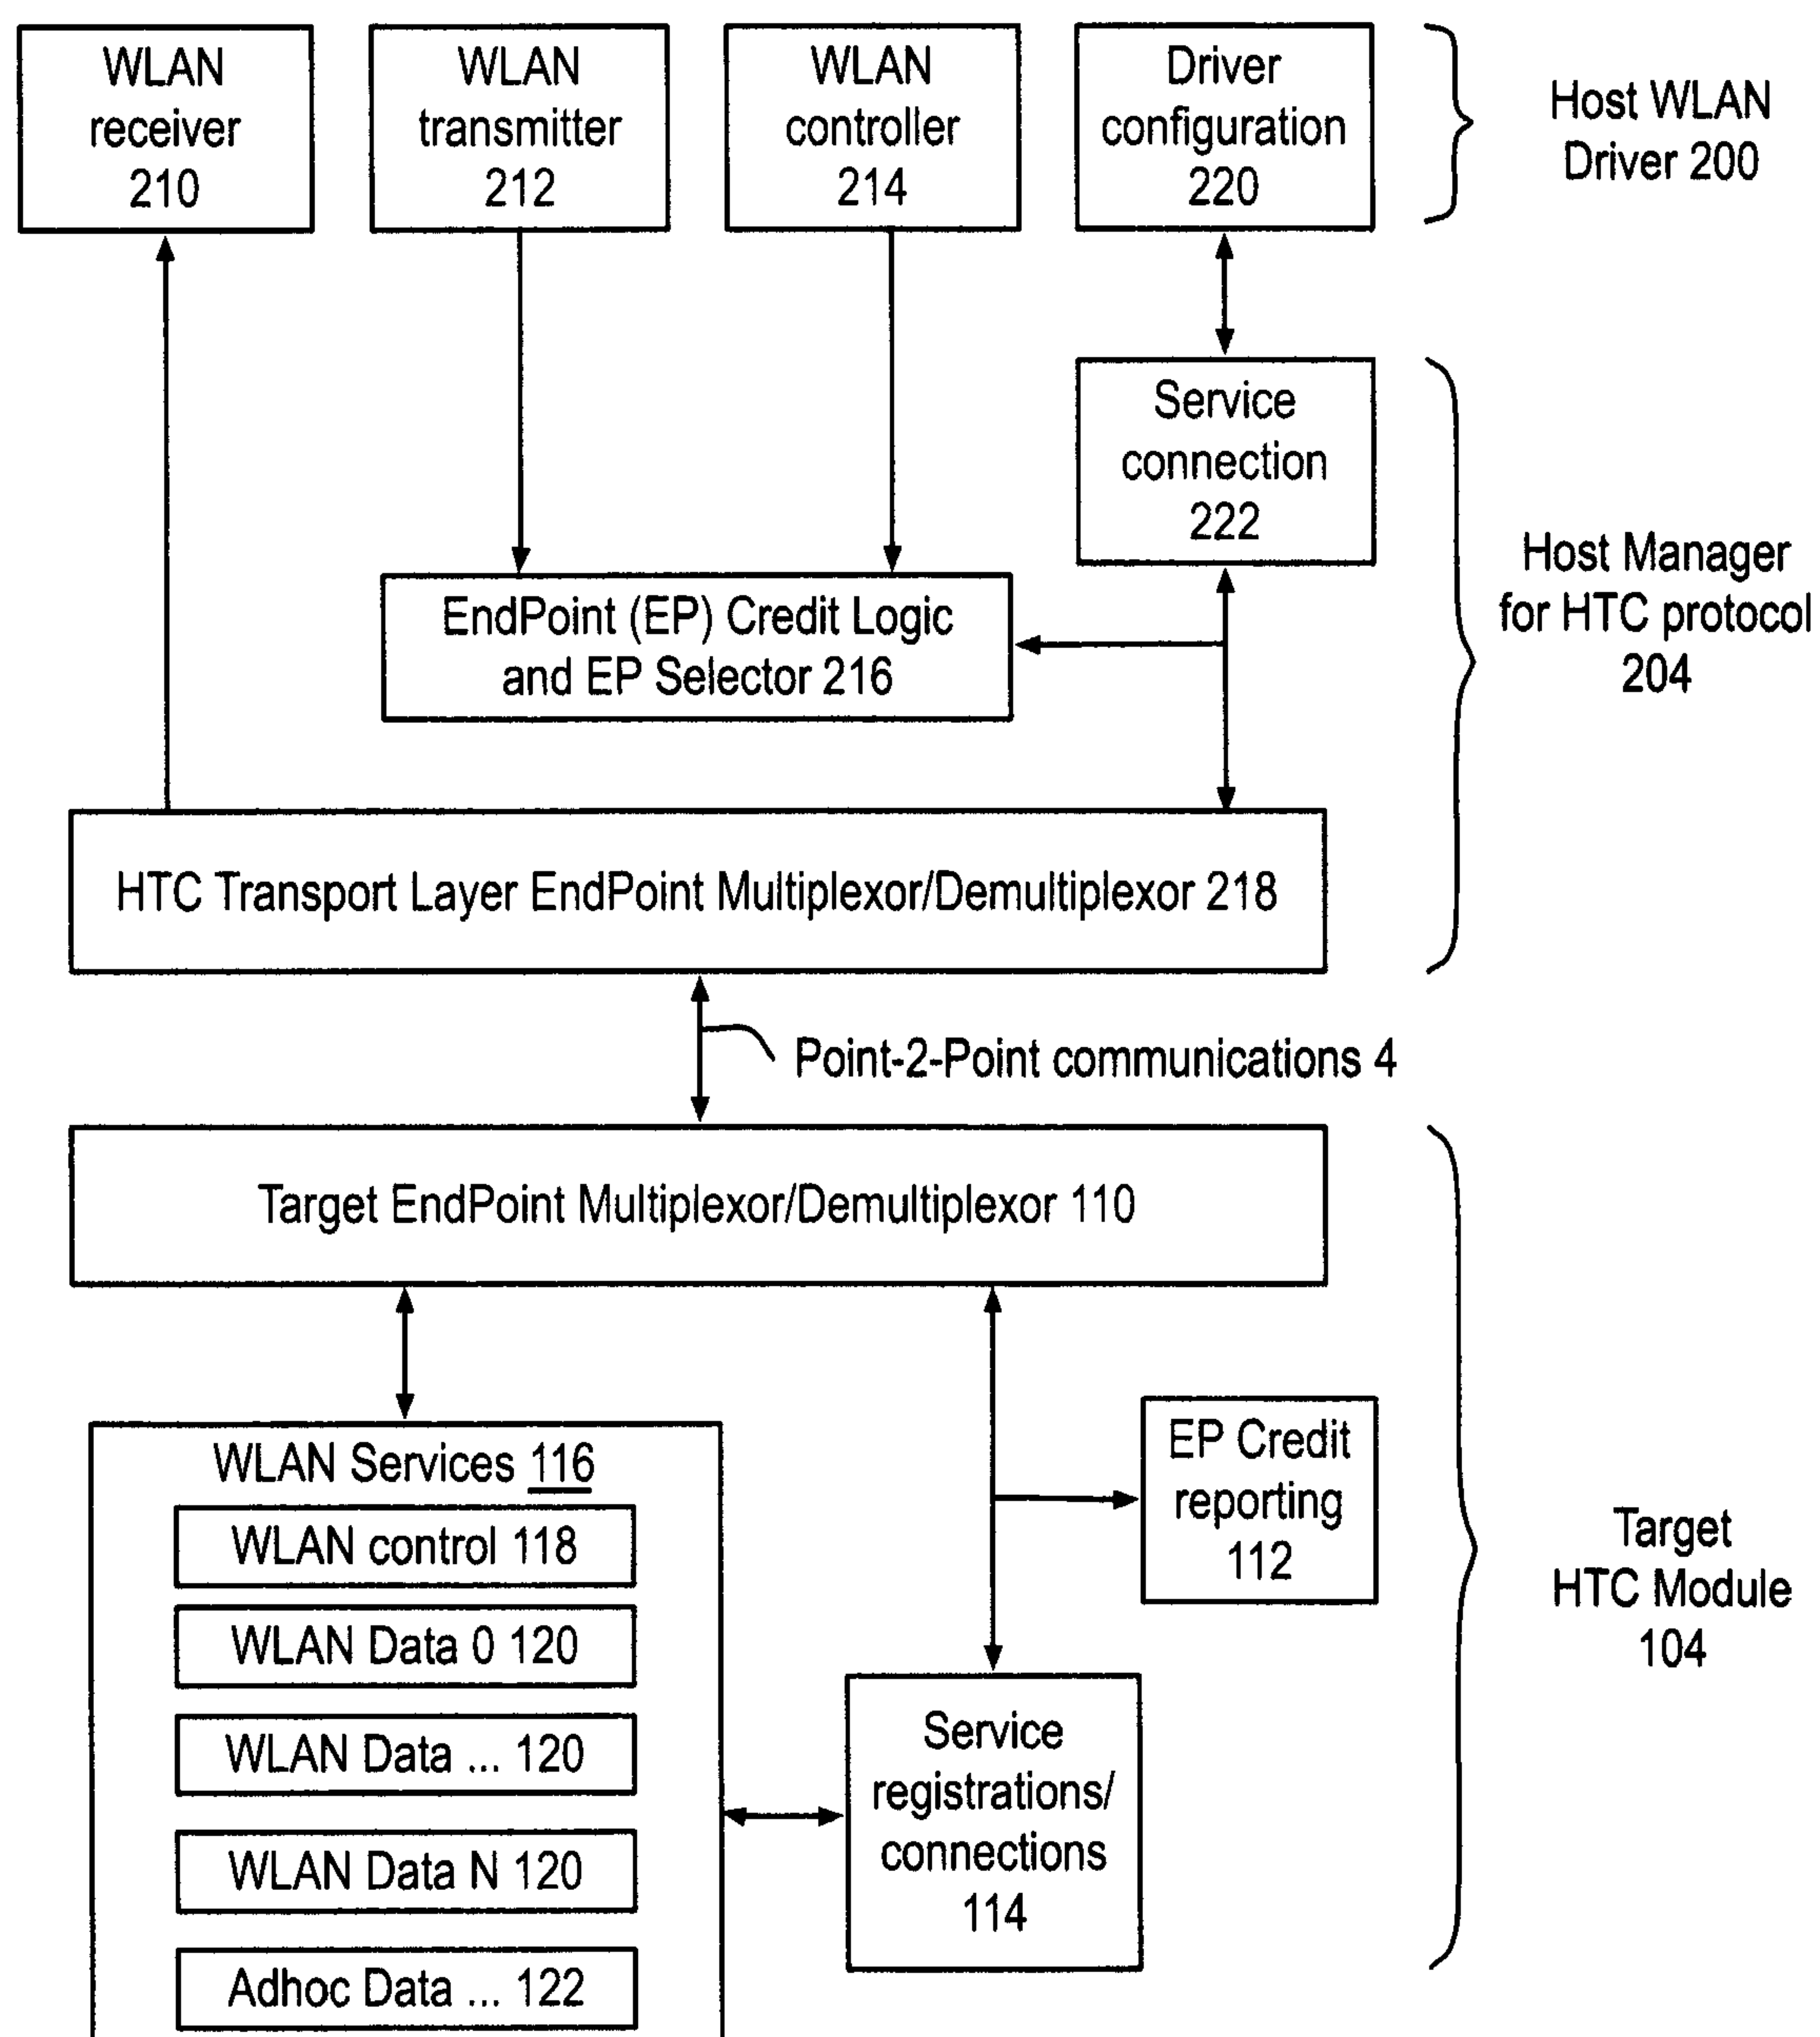 WLAN
receiver
210
WLAN
transmitter
212
WLAN
controller
214
Driver
configuration
220
Host WLAN
Driver 200
Service
connection
222
EndPoint (EP) Credit Logic
and EP Selector 216
Host Manager
for HTC protocol
204
HTC Transport Layer EndPoint Multiplexor/Demultiplexor 218
Point-2-Point communications 4
Target EndPoint Multiplexor/Demultiplexor 110
WLAN Services 116
WLAN control 118
WLAN Data 0 120
WLAN Data ... 120
WLAN Data N 120
Adhoc Data ... 122
EP Credit
reporting
112
Service
registrations/
connections
114
Target
HTC Module
104